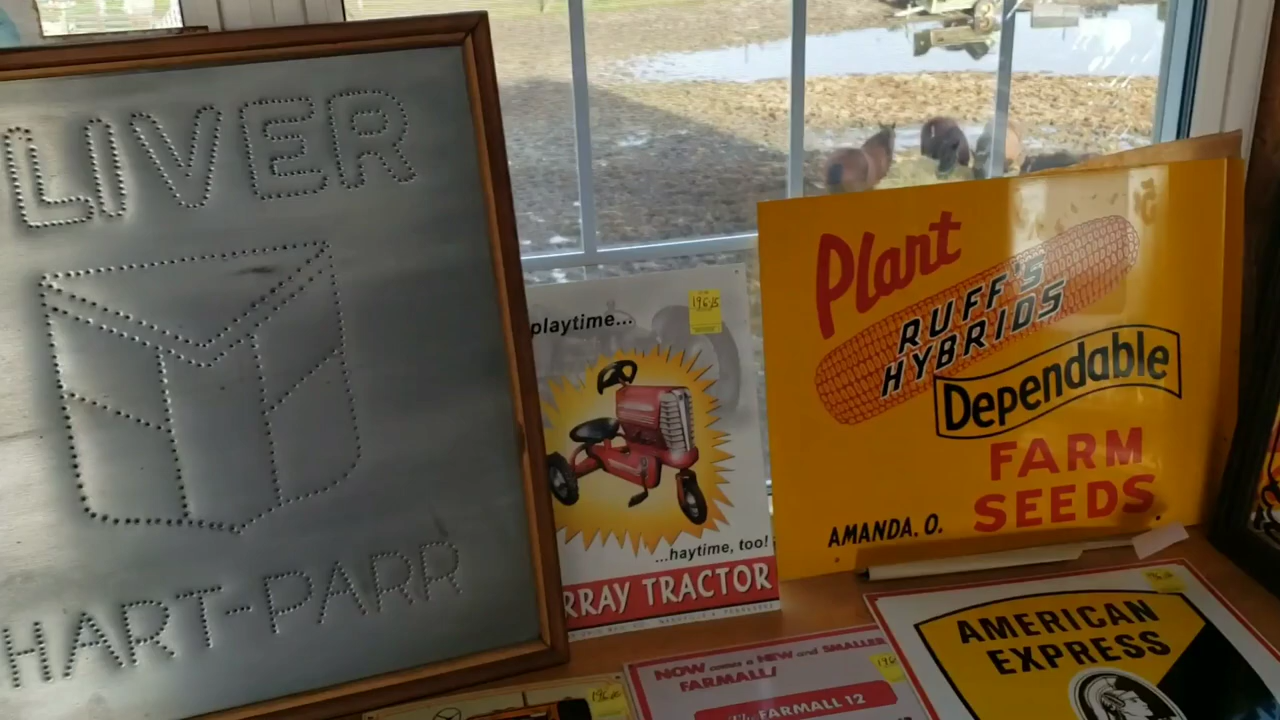 LIVER
HART-PARR
playtime...
...haytime, too!
RRAY TRACTOR
Plant
RUFF'S
HYBRIDS
Dependable
FARM
SEEDS.
AMANDA. O.
NOW comes a NEW and SMALLER
FARMALL!
The FARMALL 12
AMERICAN
EXPRESS